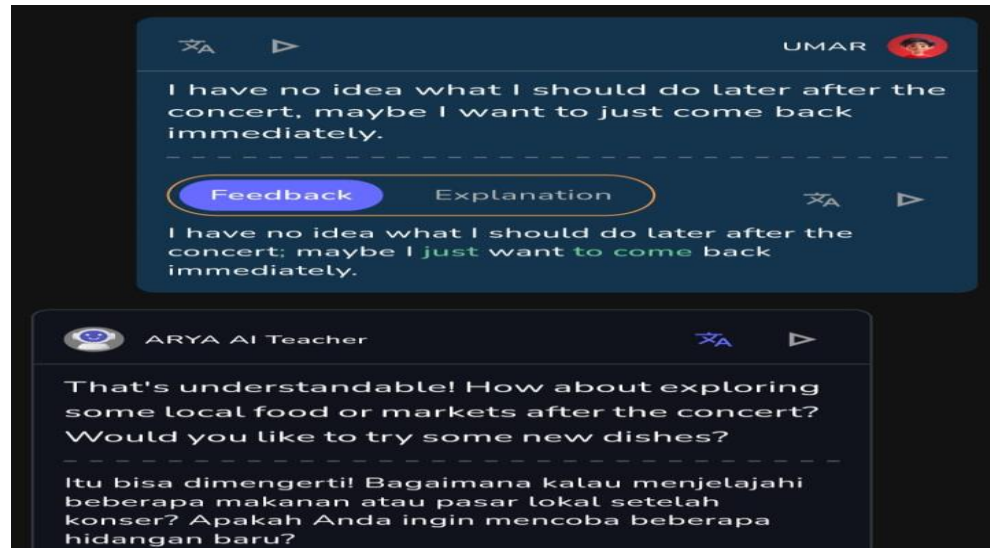 UMAR
I have no idea what I should do later after the
concert, maybe I want to just come back
immediately.
Feedback Explanation
I have no idea what I should do later after the
concert; maybe I just want to come back
immediately.
ARYA AI Teacher
That's understandable! How about exploring
some local food or markets after the concert?
Would you like to try some new dishes?
Itu bisa dimengerti! Bagaimana kalau menjelajahi
beberapa makanan atau pasar lokal setelah
konser? Apakah Anda ingin mencoba beberapa
hidangan baru?